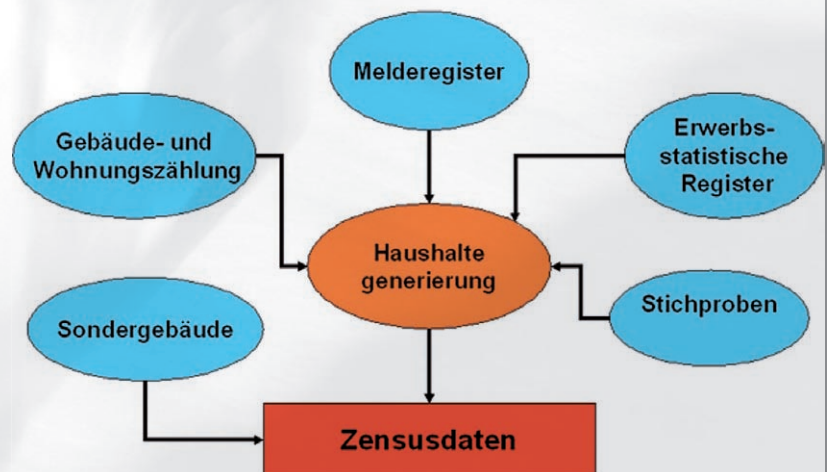 Melderegister
Gebäude- und
Wohnungszählung
Erwerbs-
statistische
Register
Haushalte
generierung
Stichproben
Sondergebäude
Zensusdaten